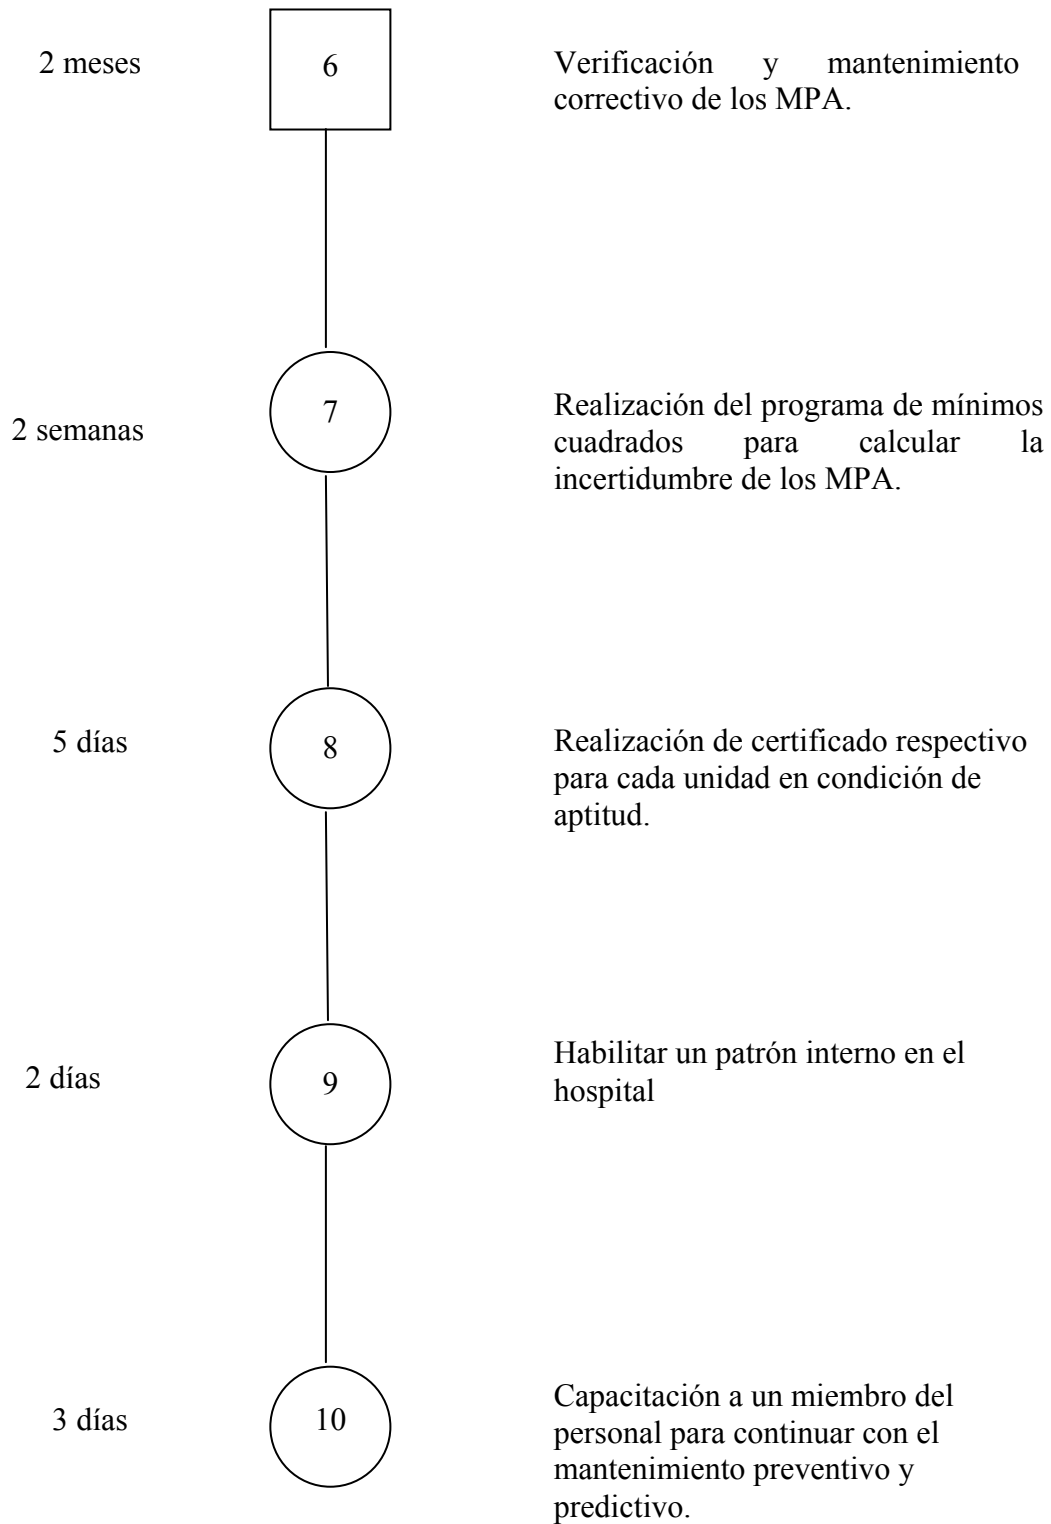 2 meses
6
Verificación y mantenimiento
correctivo de los MPA.
2 semanas
7
Realización del programa de mínimos
cuadrados para calcular la
incertidumbre de los MPA.
5 días
8
Realización de certificado respectivo
para cada unidad en condición de
aptitud.
2 días
9
Habilitar un patrón interno en el
hospital
3 días
10
Capacitación a un miembro del
personal para continuar con el
mantenimiento preventivo y
predictivo.